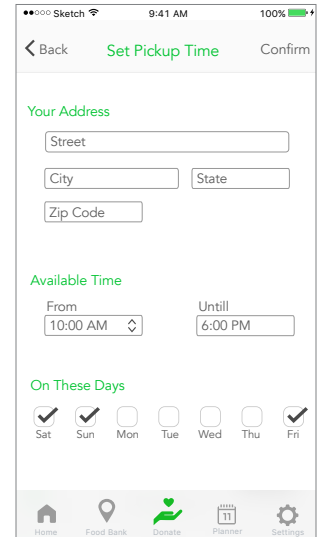 Sketch 9:41 AM 100%
Back Set Pickup Time Confirm
Your Address
Street
City State
Zip Code
Available Time
From Untill
10:00 AM 6:00 PM
On These Days
Sat Sun Mon Tue Wed Thu Fri
11
Home Food Bank Donate Planner Settings